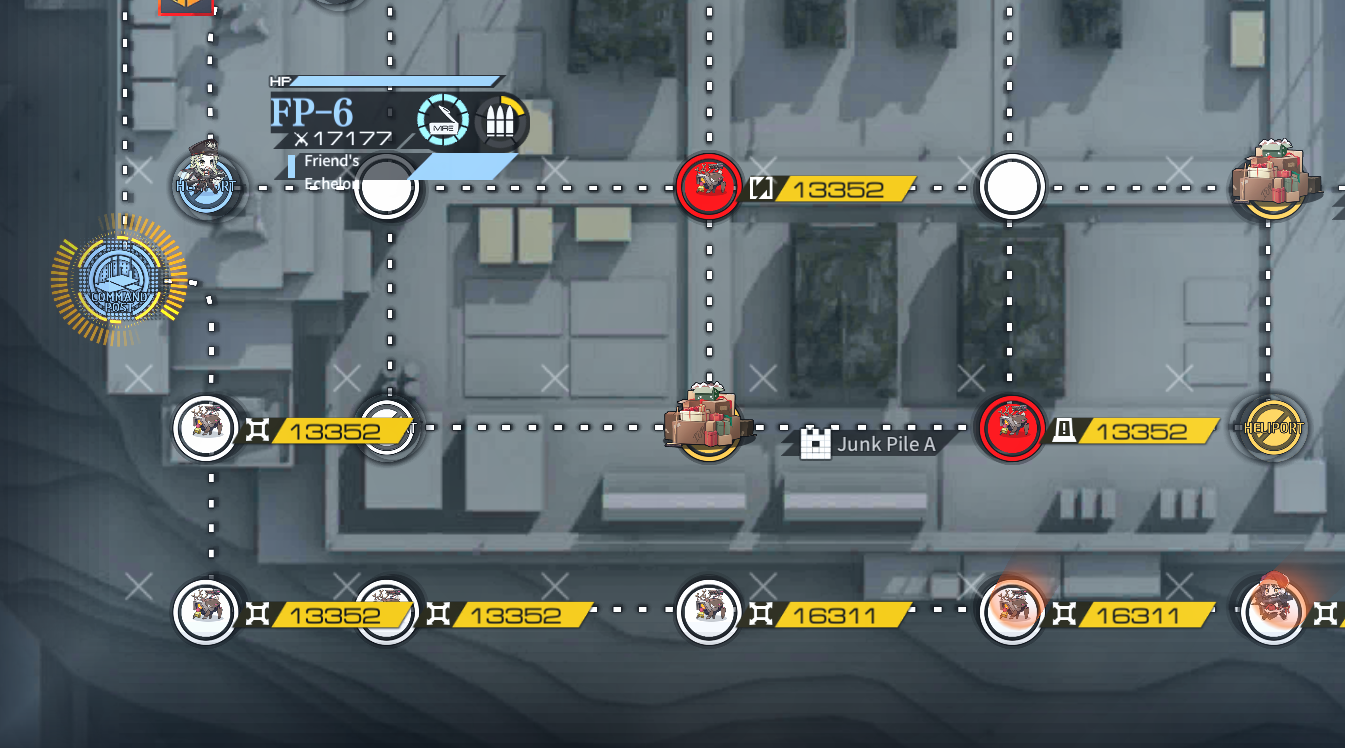 HP
FP-6
MRE
×17177
Friend's
Echelon
HELIPORT
13352
COMMAND
POST
13352
Junk Pile A
13352
HELIPORT
13352
13352
16311
16311